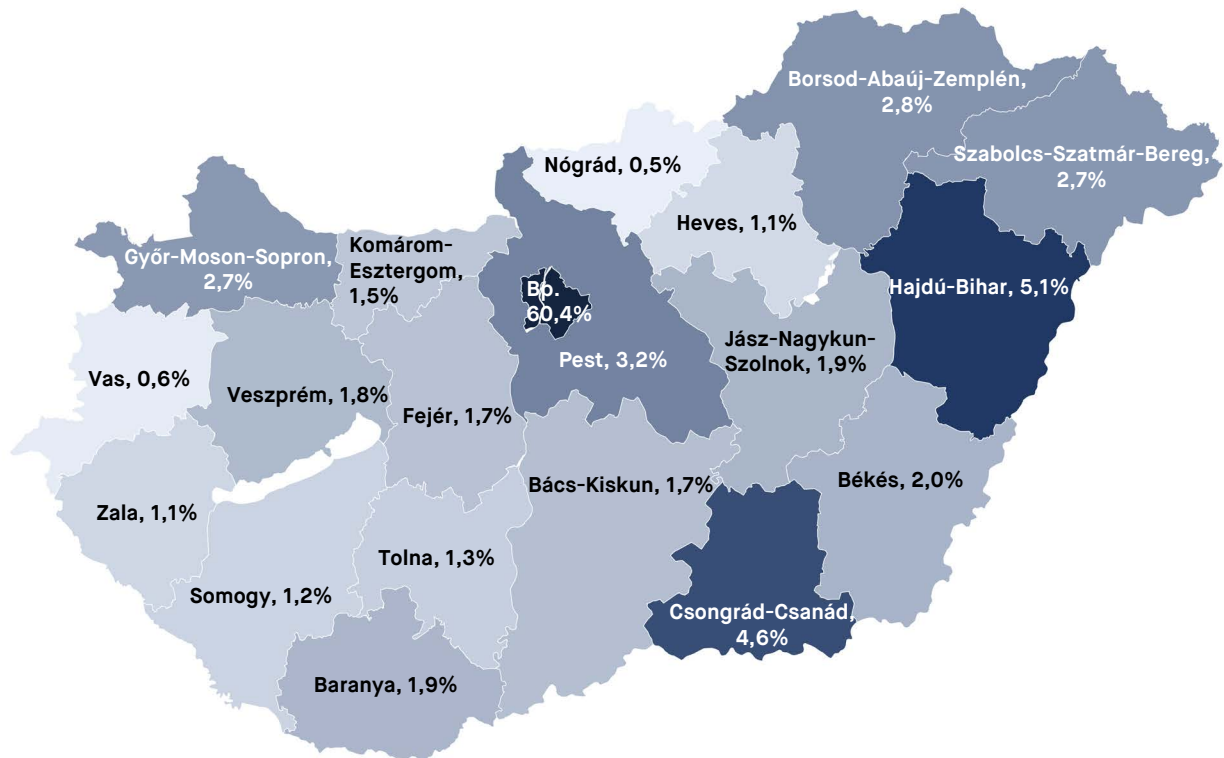 Borsod-Abaúj-Zemplén,
2,8%
Szabolcs-Szatmár-Bereg,
2,7%
Nógrád, 0,5%
Heves, 1,1%
Győr-Moson-Sopron,
2,7%
Komárom-
Esztergom,
1,5%
Bp.
60,4%
Hajdú-Bihar, 5,1%
Pest, 3,2%
Jász-Nagykun-
Szolnok, 1,9%
Vas, 0,6%
Veszprém, 1,8%
Fejér, 1,7%
Bács-Kiskun, 1,7%
Békés, 2,0%
Zala, 1,1%
Tolna, 1,3%
Somogy, 1,2%
Csongrád-Csanád,
4,6%
Baranya, 1,9%